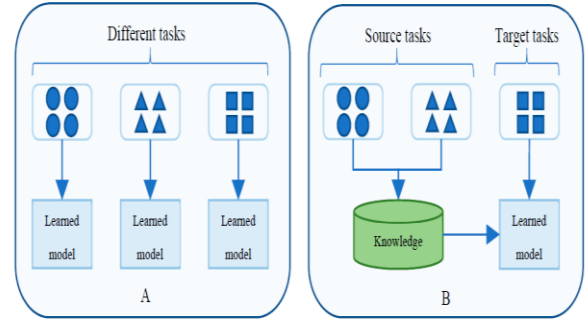 Different tasks
Learned
model
Learned
model
Learned
model
A
Source tasks
Target tasks
Knowledge
Learned
model
B